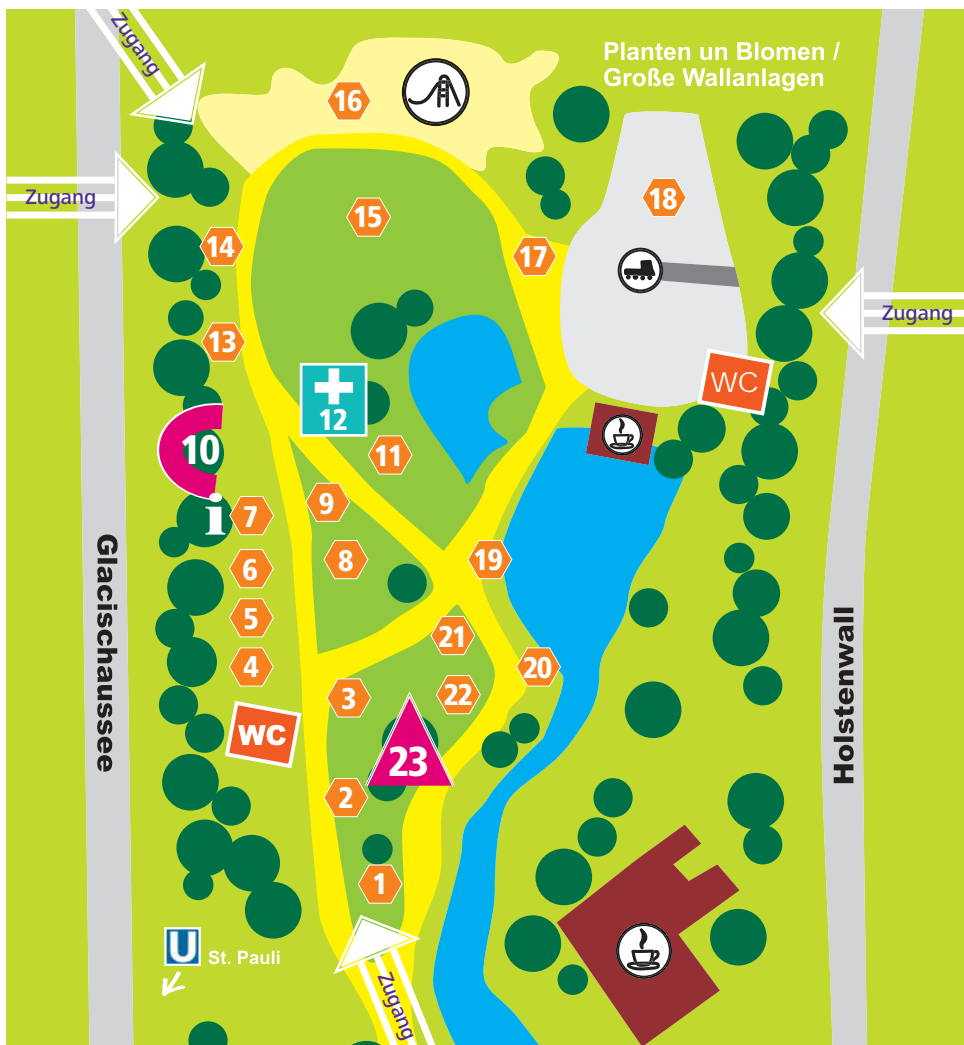 Zugang
Planten un Blomen /
Große Wallanlagen
16
18
Zugang
15
14
17
13
Zugang
WC
12
10
11
9
i
7
8
19
6
5
21
4
20
3
22
WC
23
2
1
Glacischaussee
Holstenwall
U
St. Pauli
Zugang